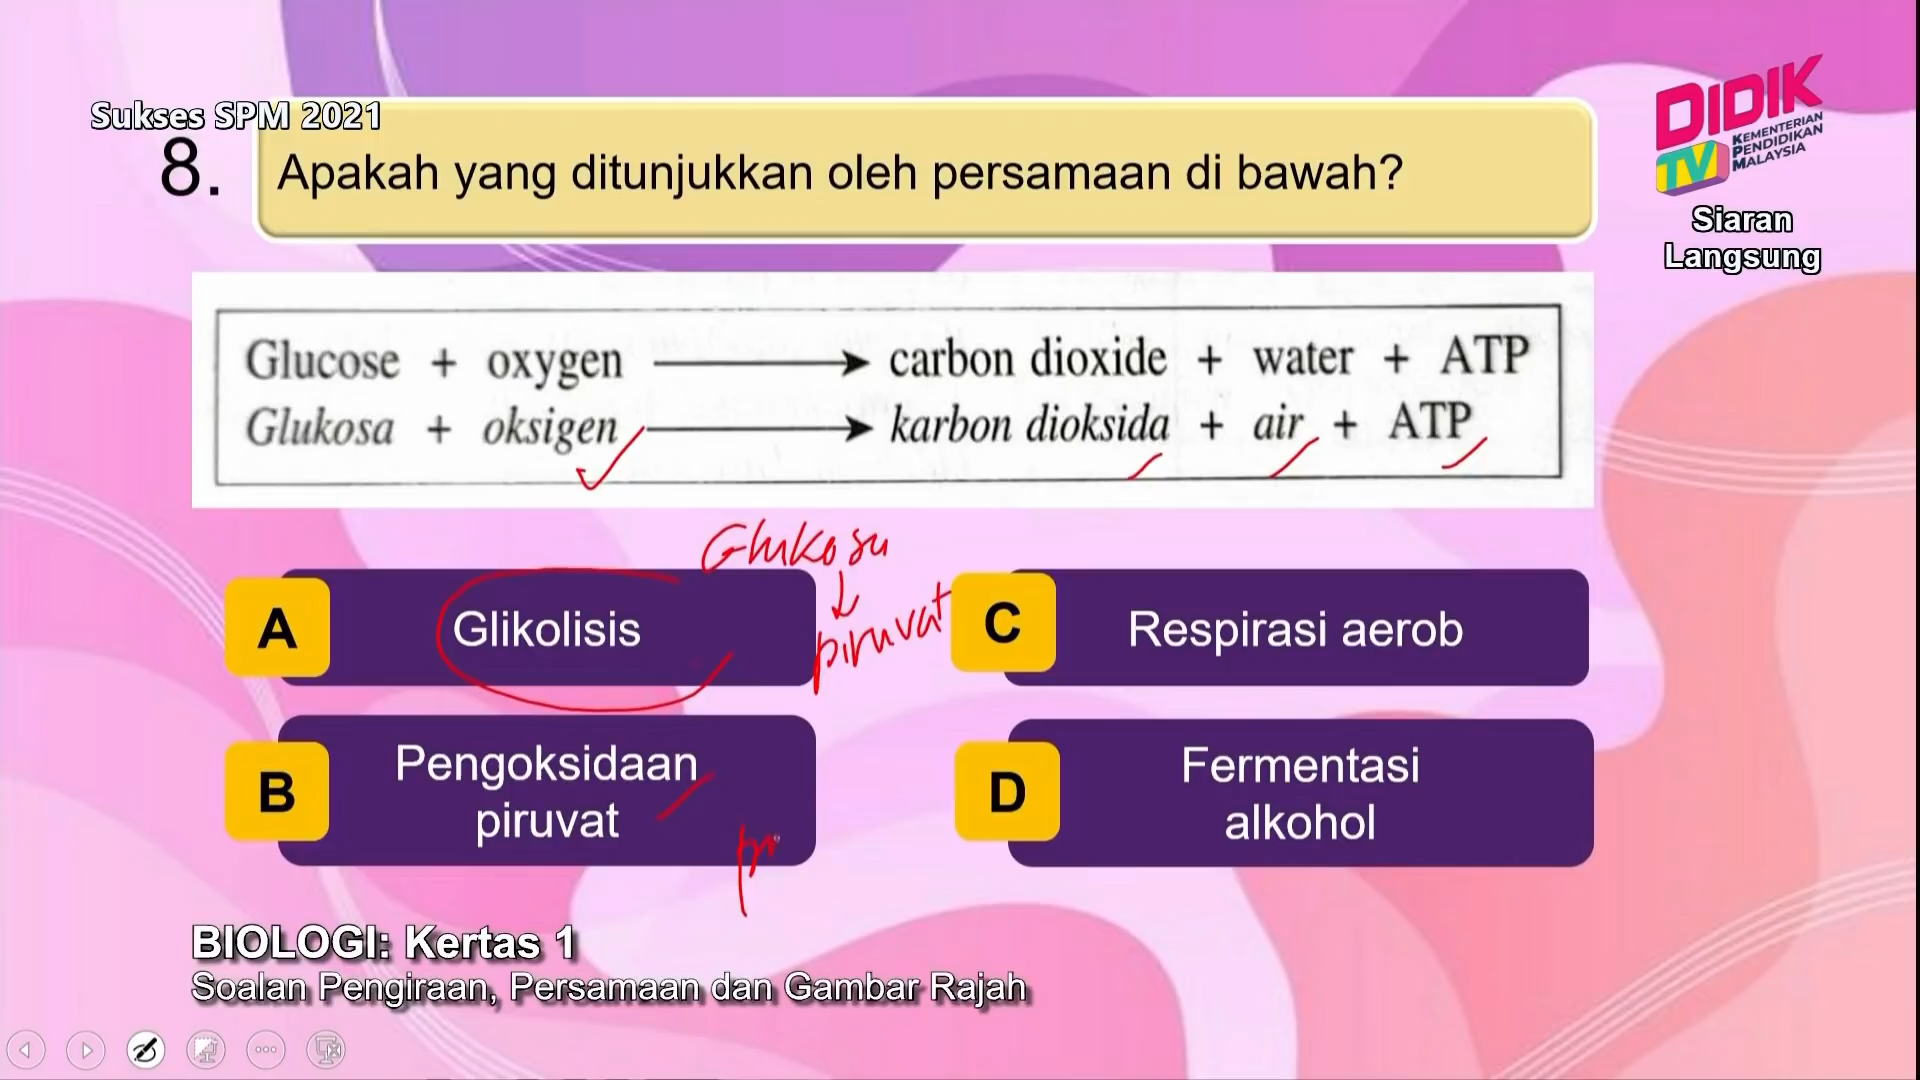 Sukses SPM 2021
8.
Apakah yang ditunjukkan oleh persamaan di bawah?
DIDIK
TV
KEMENTERIAN
PENDIDIKAN
MALAYSIA
Siaran
Langsung
Glucose + oxygen → carbon dioxide + water + ATP
Glukosa + oksigen → karbon dioksida + air + ATP
Glukosa
↓
piruvat
A Glikolisis
C Respirasi aerob
B Pengoksidaan
piruvat
D Fermentasi
alkohol
BIOLOGI: Kertas 1
Soalan Pengiraan, Persamaan dan Gambar Rajah